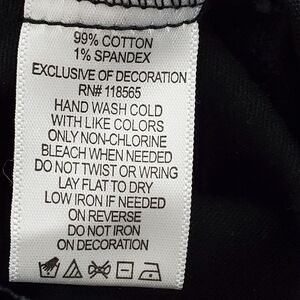 99% COTTON
1% SPANDEX
EXCLUSIVE OF DECORATION
RN# 118565
HAND WASH COLD
WITH LIKE COLORS
ONLY NON-CHLORINE
BLEACH WHEN NEEDED
DO NOT TWIST OR WRING
LAY FLAT TO DRY
LOW IRON IF NEEDED
ON REVERSE
DO NOT IRON
ON DECORATION